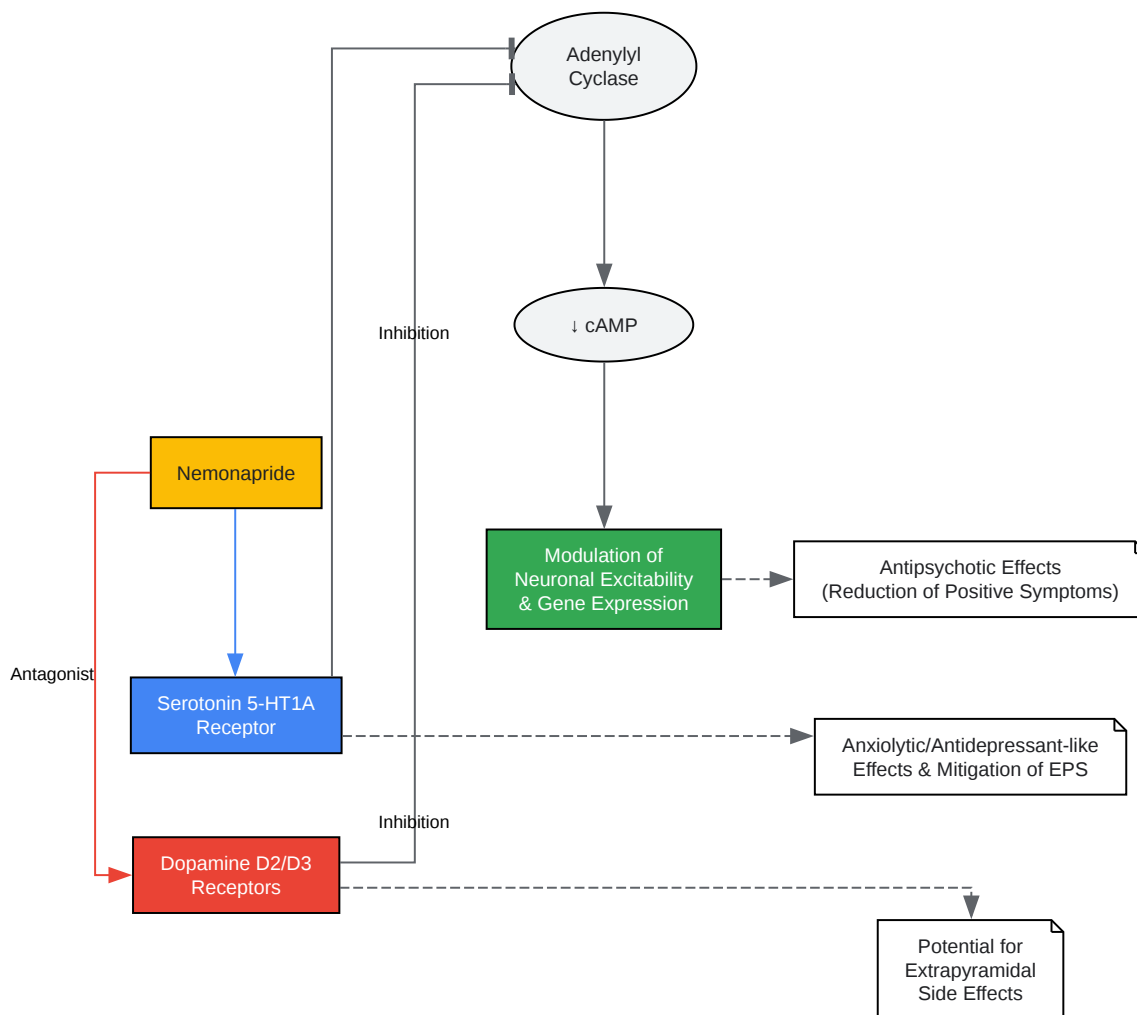 Adenylyl
Cyclase
Inhibition
↓ cAMP
Nemonapride
Modulation of
Neuronal Excitability
& Gene Expression
Antipsychotic Effects
(Reduction of Positive Symptoms)
Antagonist
Serotonin 5-HT1A
Receptor
Anxiolytic/Antidepressant-like
Effects & Mitigation of EPS
Inhibition
Dopamine D2/D3
Receptors
Potential for
Extrapyramidal
Side Effects